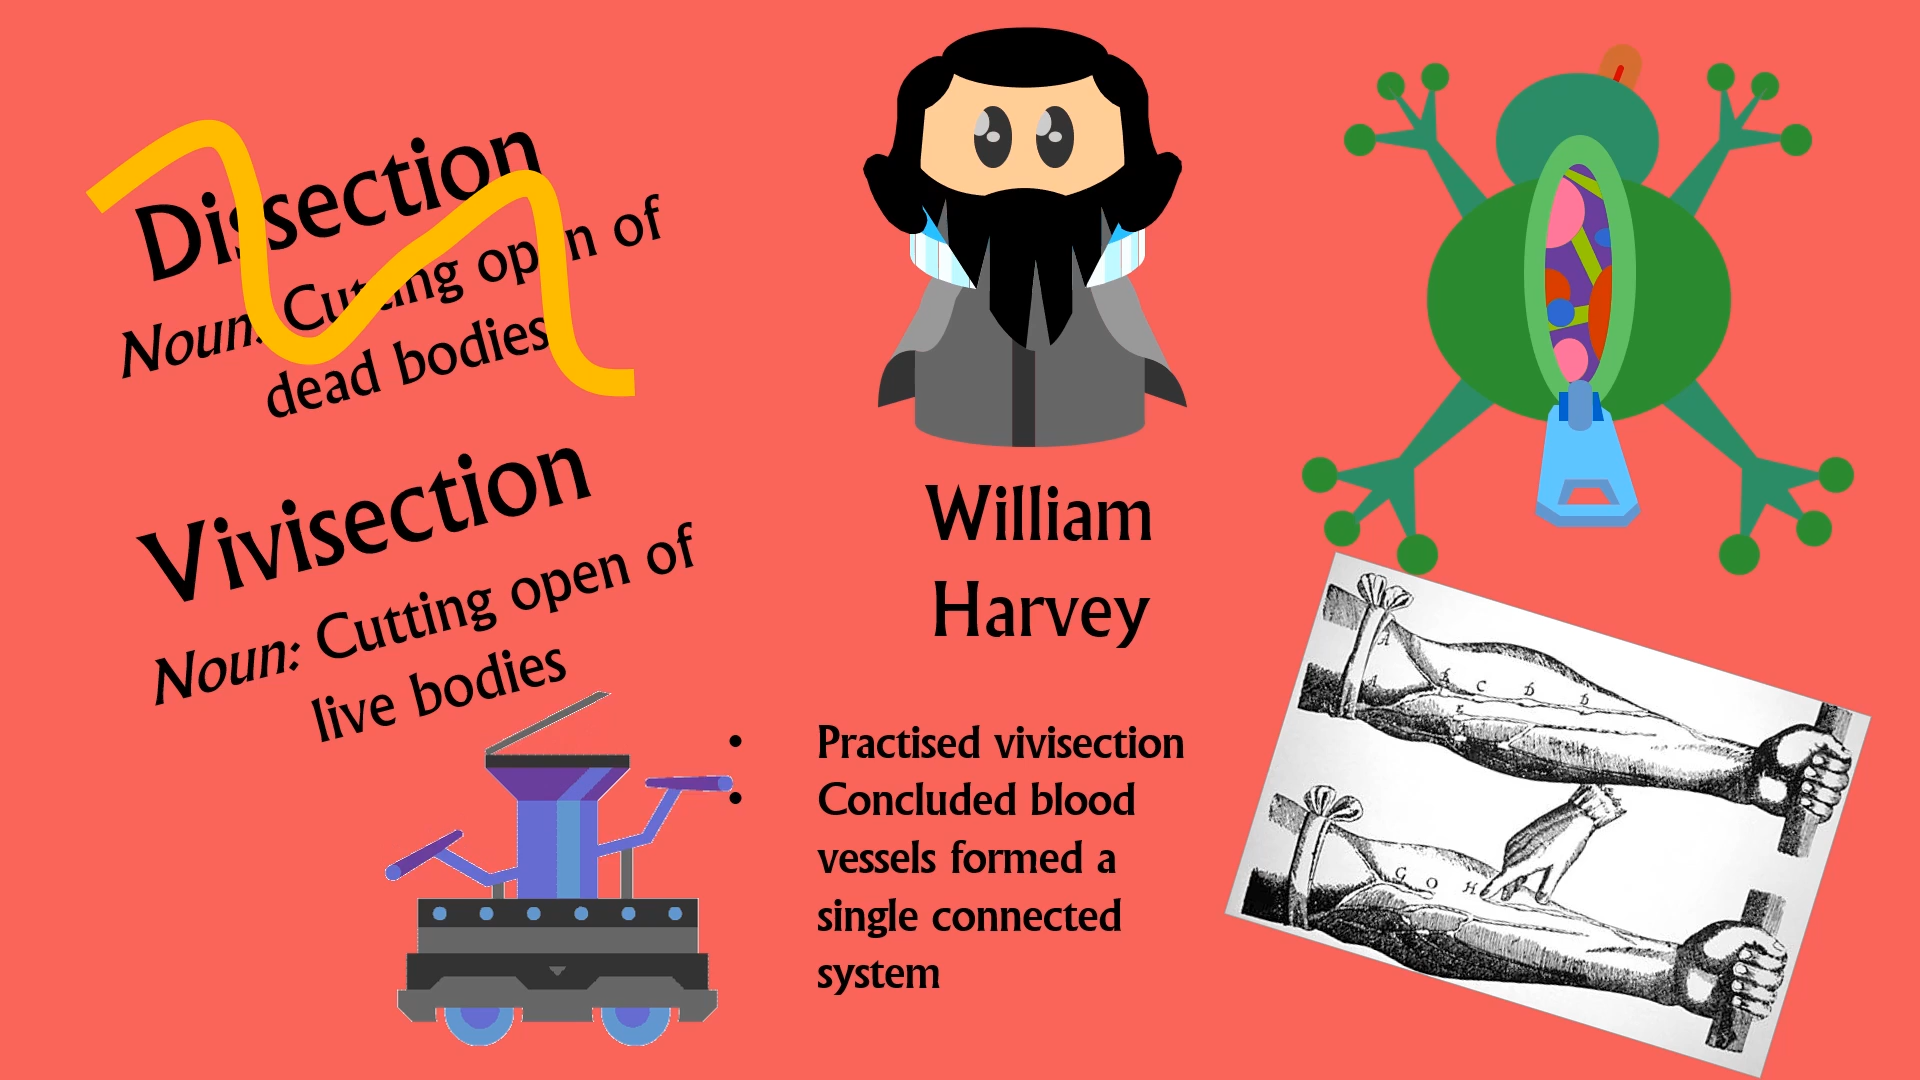 Dissection
Noun: Cutting open of
dead bodies
Vivisection
Noun: Cutting open of
live bodies
William
Harvey
• Practised vivisection
• Concluded blood
vessels formed a
single connected
system
A
A B C D D
E
G O H